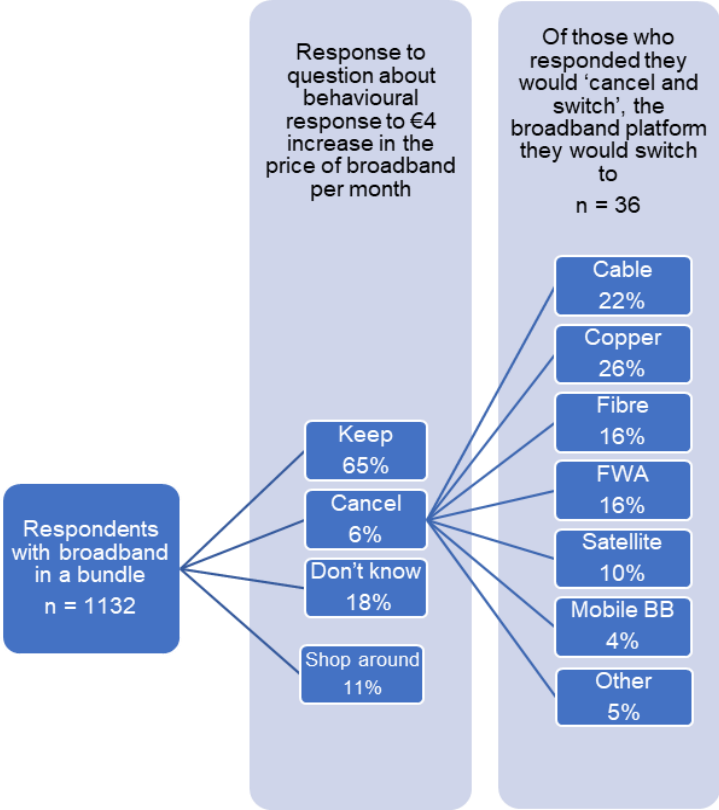 Response to
question about
behavioural
response to €4
increase in the
price of broadband
per month
Of those who
responded they
would ‘cancel and
switch’, the
broadband platform
they would switch
to
n = 36
Respondents
with broadband
in a bundle
n = 1132
Keep
65%
Cancel
6%
Don’t know
18%
Shop around
11%
Cable
22%
Copper
26%
Fibre
16%
FWA
16%
Satellite
10%
Mobile BB
4%
Other
5%